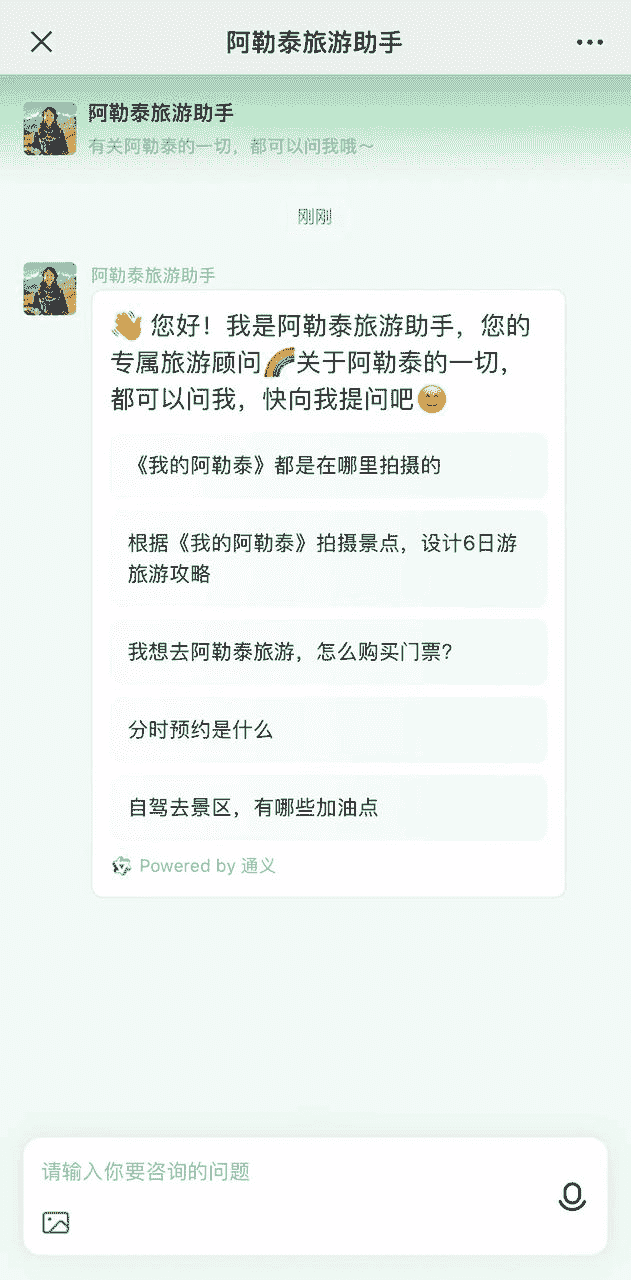 阿勒泰旅游助手
阿勒泰旅游助手
有关阿勒泰的一切，都可以问我哦～
刚刚
阿勒泰旅游助手
👋 您好！我是阿勒泰旅游助手，您的
专属旅游顾问🌈关于阿勒泰的一切，
都可以问我，快向我提问吧😊
《我的阿勒泰》都是在哪里拍摄的
根据《我的阿勒泰》拍摄景点，设计6日游
旅游攻略
我想去阿勒泰旅游，怎么购买门票？
分时预约是什么
自驾去景区，有哪些加油点
Powered by 通义
请输入你要咨询的问题